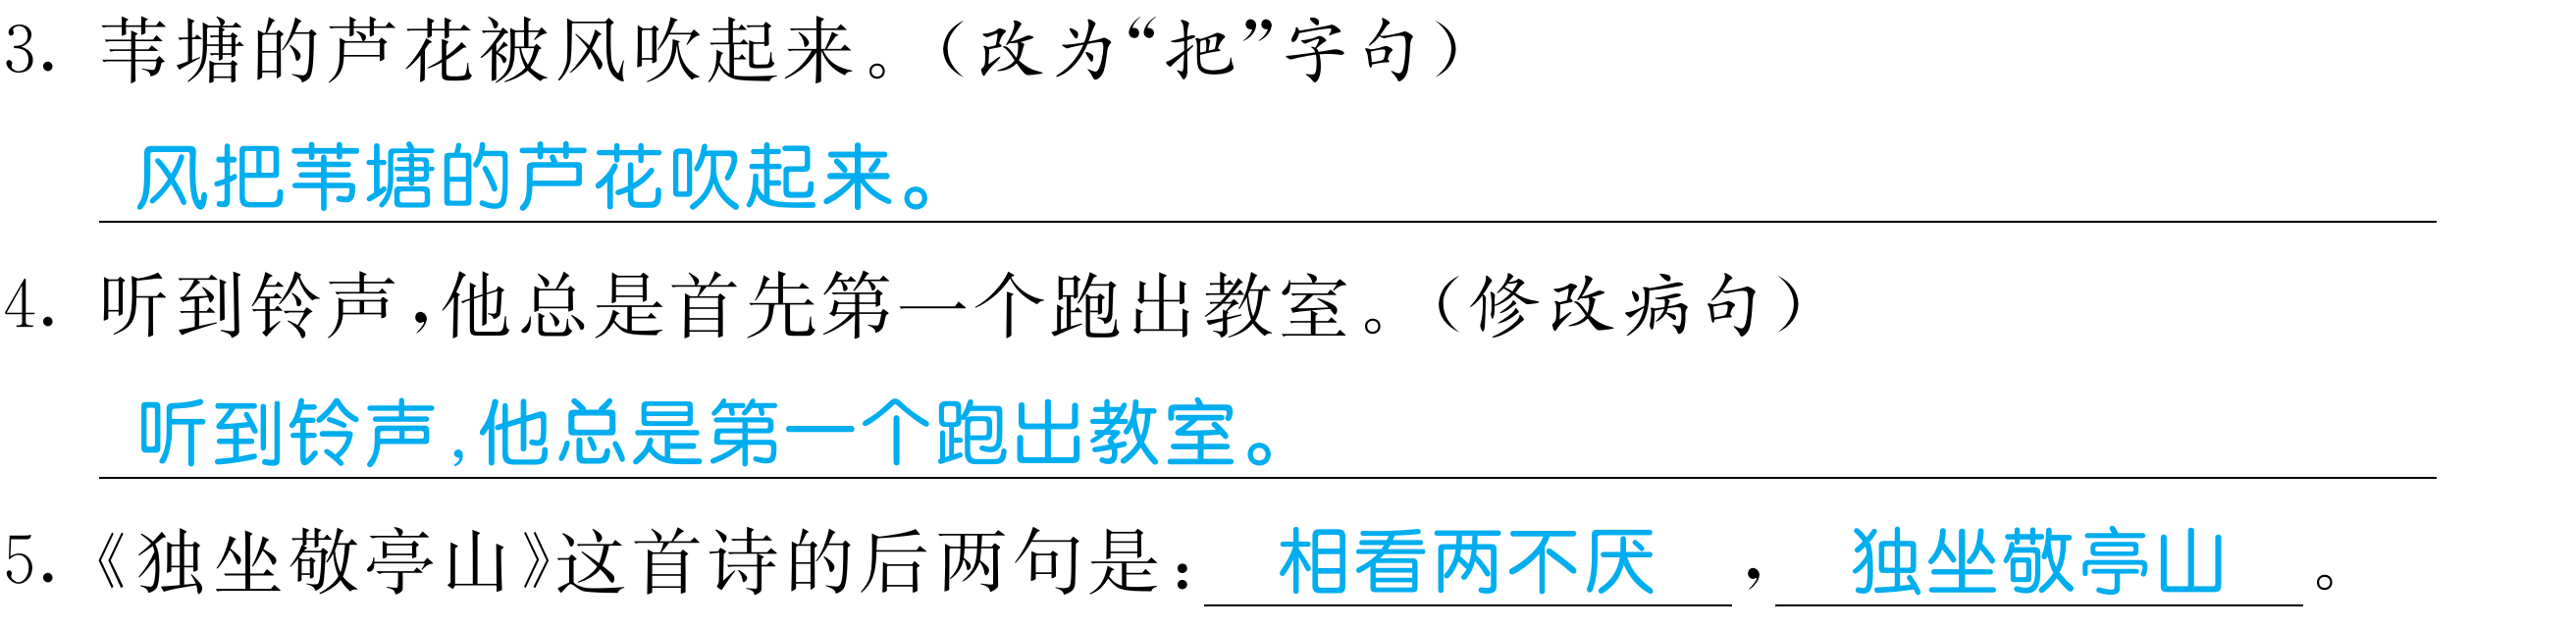 3. 苇塘的芦花被风吹起来。（改为“把”字句）
风把苇塘的芦花吹起来。
4. 听到铃声,他总是首先第一个跑出教室。（修改病句）
听到铃声,他总是第一个跑出教室。
5.《独坐敬亭山》这首诗的后两句是：相看两不厌，独坐敬亭山。